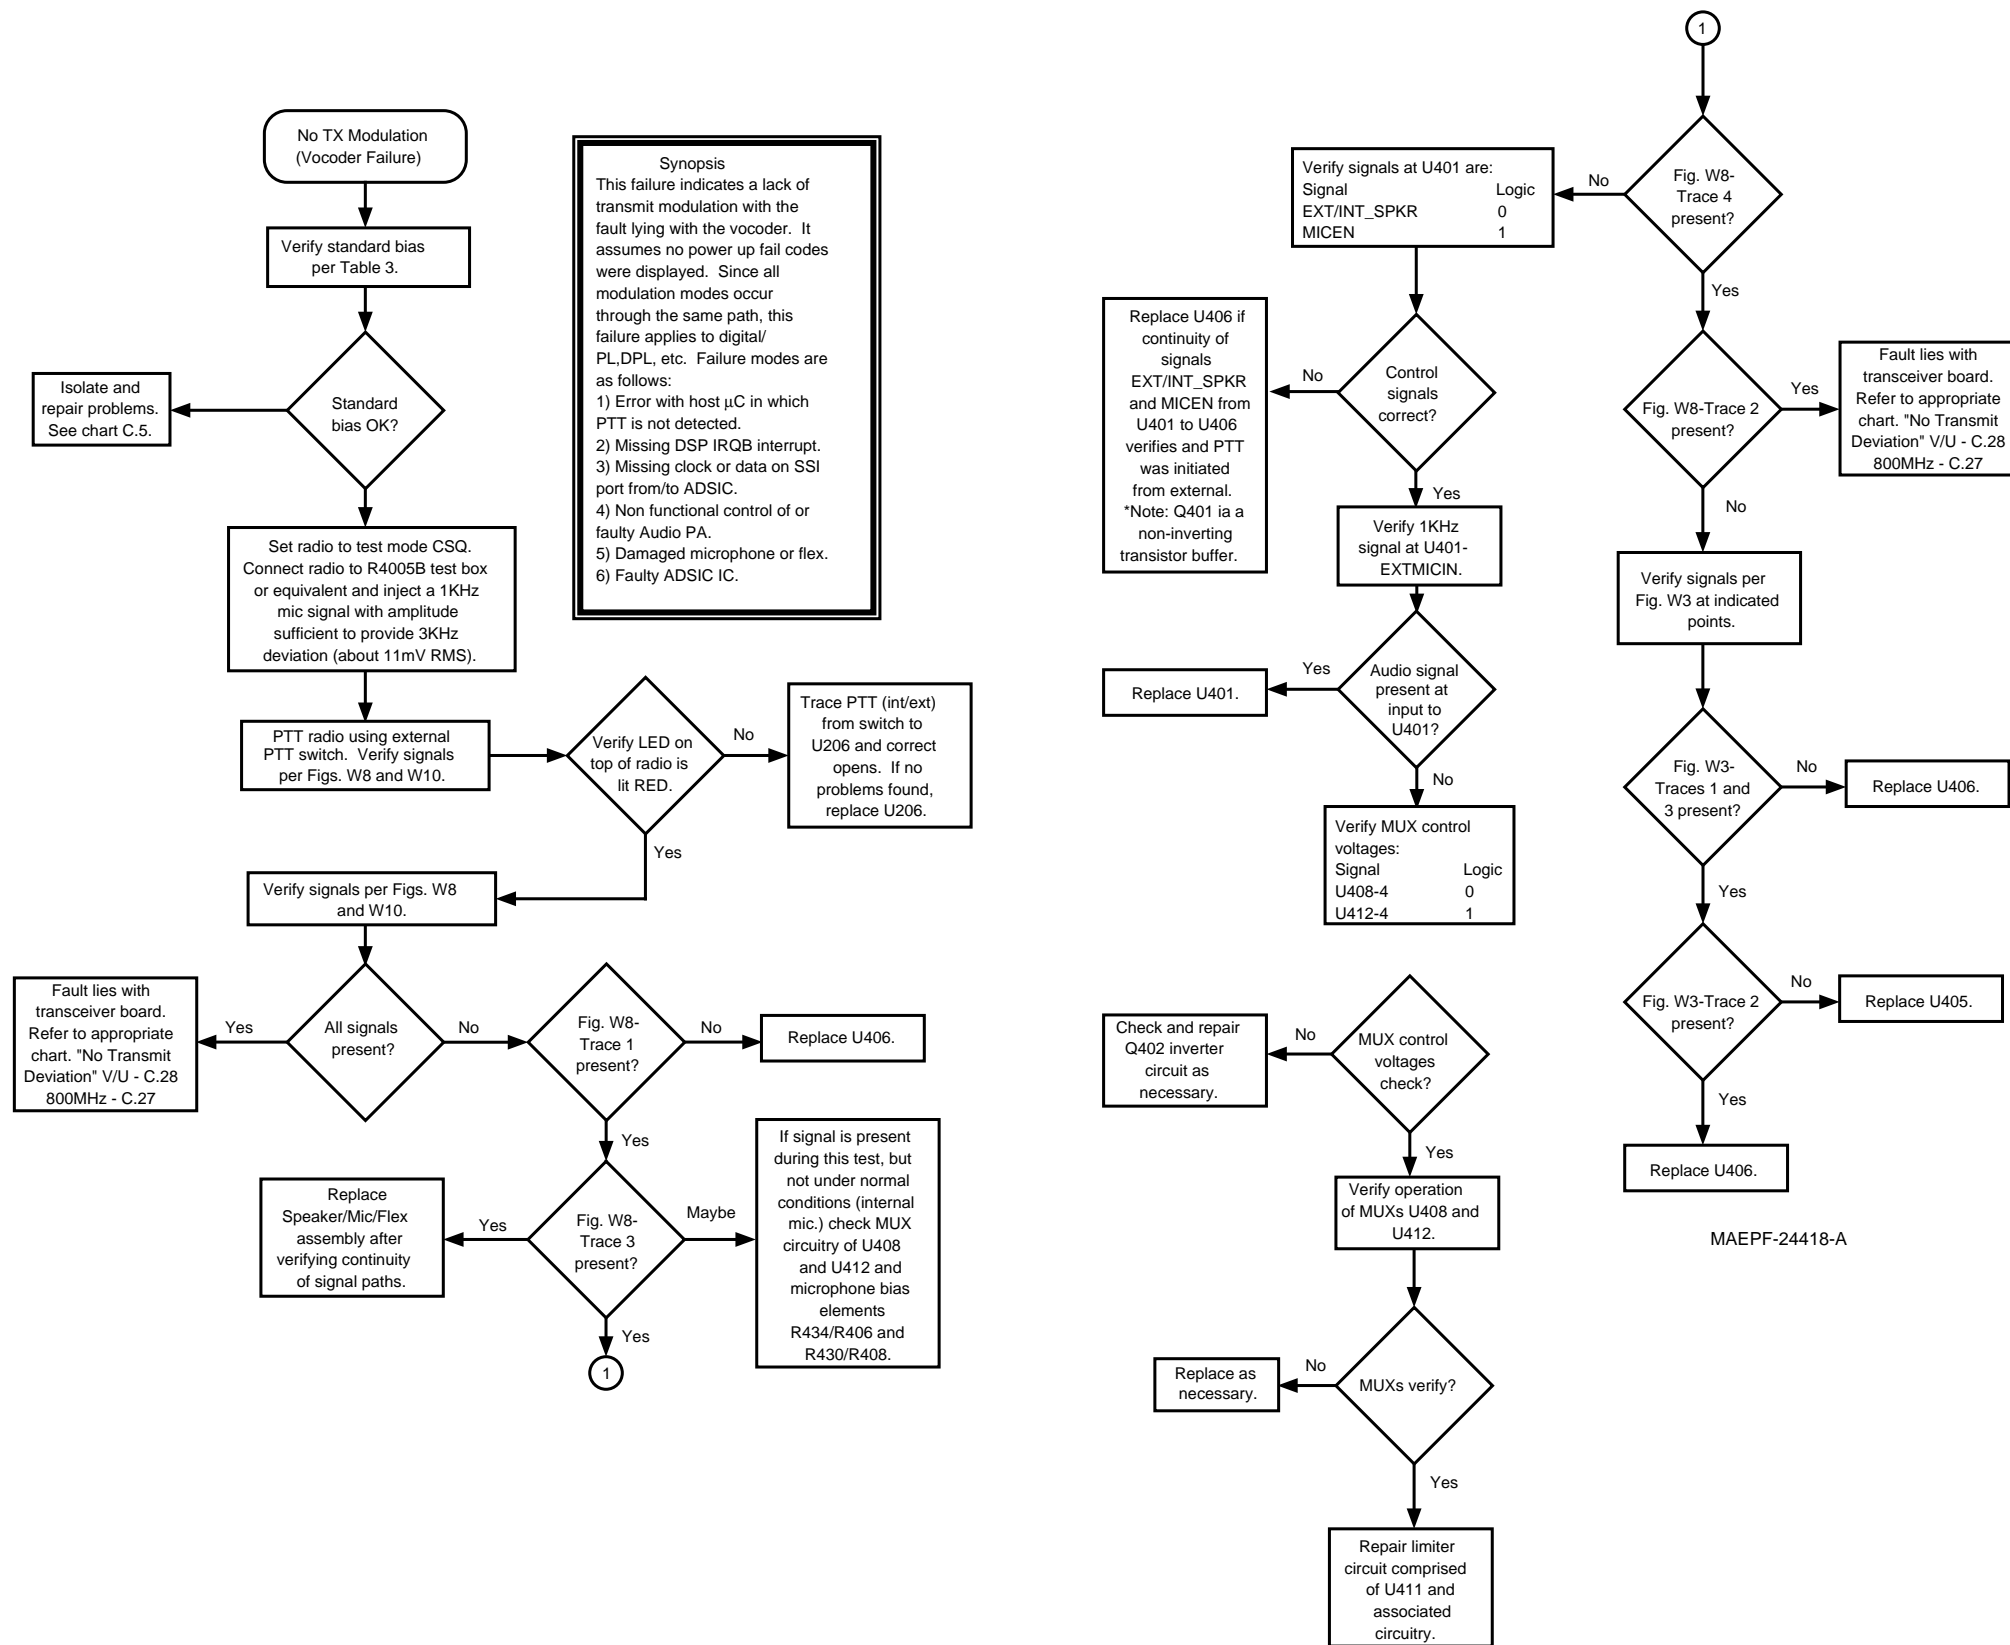 No TX Modulation
(Vocoder Failure)
Verify standard bias
per Table 3.
Standard
bias OK?
Isolate and
repair problems.
See chart C.5.
Set radio to test mode CSQ.
Connect radio to R4005B test box
or equivalent and inject a 1KHz
mic signal with amplitude
sufficient to provide 3KHz
deviation (about 11mV RMS).
PTT radio using external
PTT switch.  Verify signals
per Figs. W8 and W10.
Verify LED on
top of radio is
lit RED.
No
Trace PTT (int/ext)
from switch to
U206 and correct
opens.  If no
problems found,
replace U206.
Yes
Verify signals per Figs. W8
and W10.
All signals
present?
Yes
Fault lies with
transceiver board.
Refer to appropriate
chart. "No Transmit
Deviation" V/U - C.28
800MHz - C.27
No
Fig. W8-
Trace 1
present?
No
Replace U406.
Yes
Fig. W8-
Trace 3
present?
Yes
Replace
Speaker/Mic/Flex
assembly after
verifying continuity
of signal paths.
Maybe
If signal is present
during this test, but
not under normal
conditions (internal
mic.) check MUX
circuitry of U408
and U412 and
microphone bias
elements
R434/R406 and
R430/R408.
Yes
1
Synopsis
This failure indicates a lack of
transmit modulation with the
fault lying with the vocoder.  It
assumes no power up fail codes
were displayed.  Since all
modulation modes occur
through the same path, this
failure applies to digital/
PL,DPL, etc.  Failure modes are
as follows:
1) Error with host µC in which
PTT is not detected.
2) Missing DSP IRQB interrupt.
3) Missing clock or data on SSI
port from/to ADSIC.
4) Non functional control of or
faulty Audio PA.
5) Damaged microphone or flex.
6) Faulty ADSIC IC.
1
Fig. W8-
Trace 4
present?
No
Verify signals at U401 are:
Signal Logic
EXT/INT_SPKR 0
MICEN 1
Control
signals
correct?
No
Replace U406 if
continuity of
signals
EXT/INT_SPKR
and MICEN from
U401 to U406
verifies and PTT
was initiated
from external.
*Note: Q401 ia a
non-inverting
transistor buffer.
Yes
Verify 1KHz
signal at U401-
EXTMICIN.
Audio signal
present at
input to
U401?
Yes
Replace U401.
No
Verify MUX control
voltages:
Signal Logic
U408-4 0
U412-4 1
MUX control
voltages
check?
No
Check and repair
Q402 inverter
circuit as
necessary.
Yes
Verify operation
of MUXs U408 and
U412.
MUXs verify?
No
Replace as
necessary.
Yes
Repair limiter
circuit comprised
of U411 and
associated
circuitry.
Yes
Fig. W8-Trace 2
present?
Yes
Fault lies with
transceiver board.
Refer to appropriate
chart. "No Transmit
Deviation" V/U - C.28
800MHz - C.27
No
Verify signals per
Fig. W3 at indicated
points.
Fig. W3-
Traces 1 and
3 present?
No
Replace U406.
Yes
Fig. W3-Trace 2
present?
No
Replace U405.
Yes
Replace U406.
MAEPF-24418-A